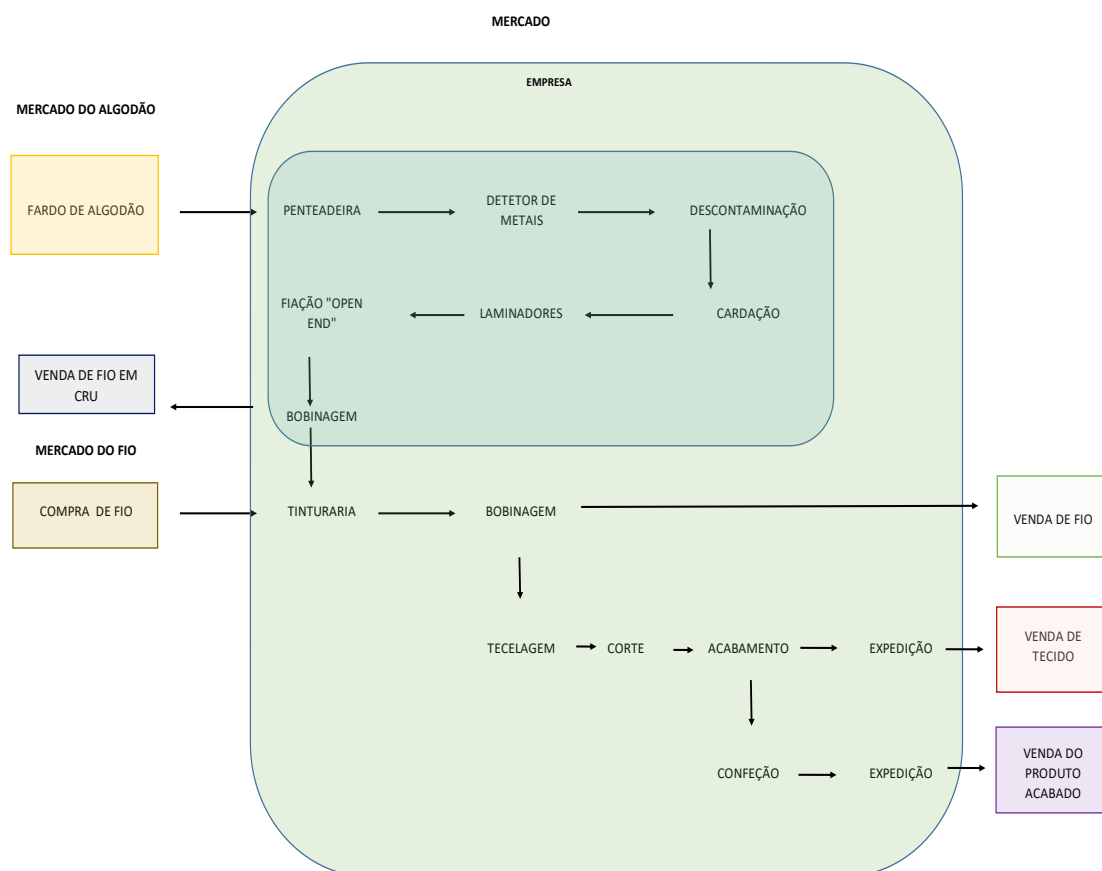 MERCADO
EMPRESA
MERCADO DO ALGODÃO
FARDO DE ALGODÃO
PENTEADEIRA
DETETOR DE
METAIS
DESCONTAMINAÇÃO
FIAÇÃO "OPEN
END"
LAMINADORES
CARDAÇÃO
VENDA DE FIO EM
CRU
BOBINAGEM
MERCADO DO FIO
COMPRA DE FIO
TINTURARIA
BOBINAGEM
VENDA DE FIO
TECELAGEM
CORTE
ACABAMENTO
EXPEDIÇÃO
VENDA DE
TECIDO
CONFEÇÃO
EXPEDIÇÃO
VENDA DO
PRODUTO
ACABADO